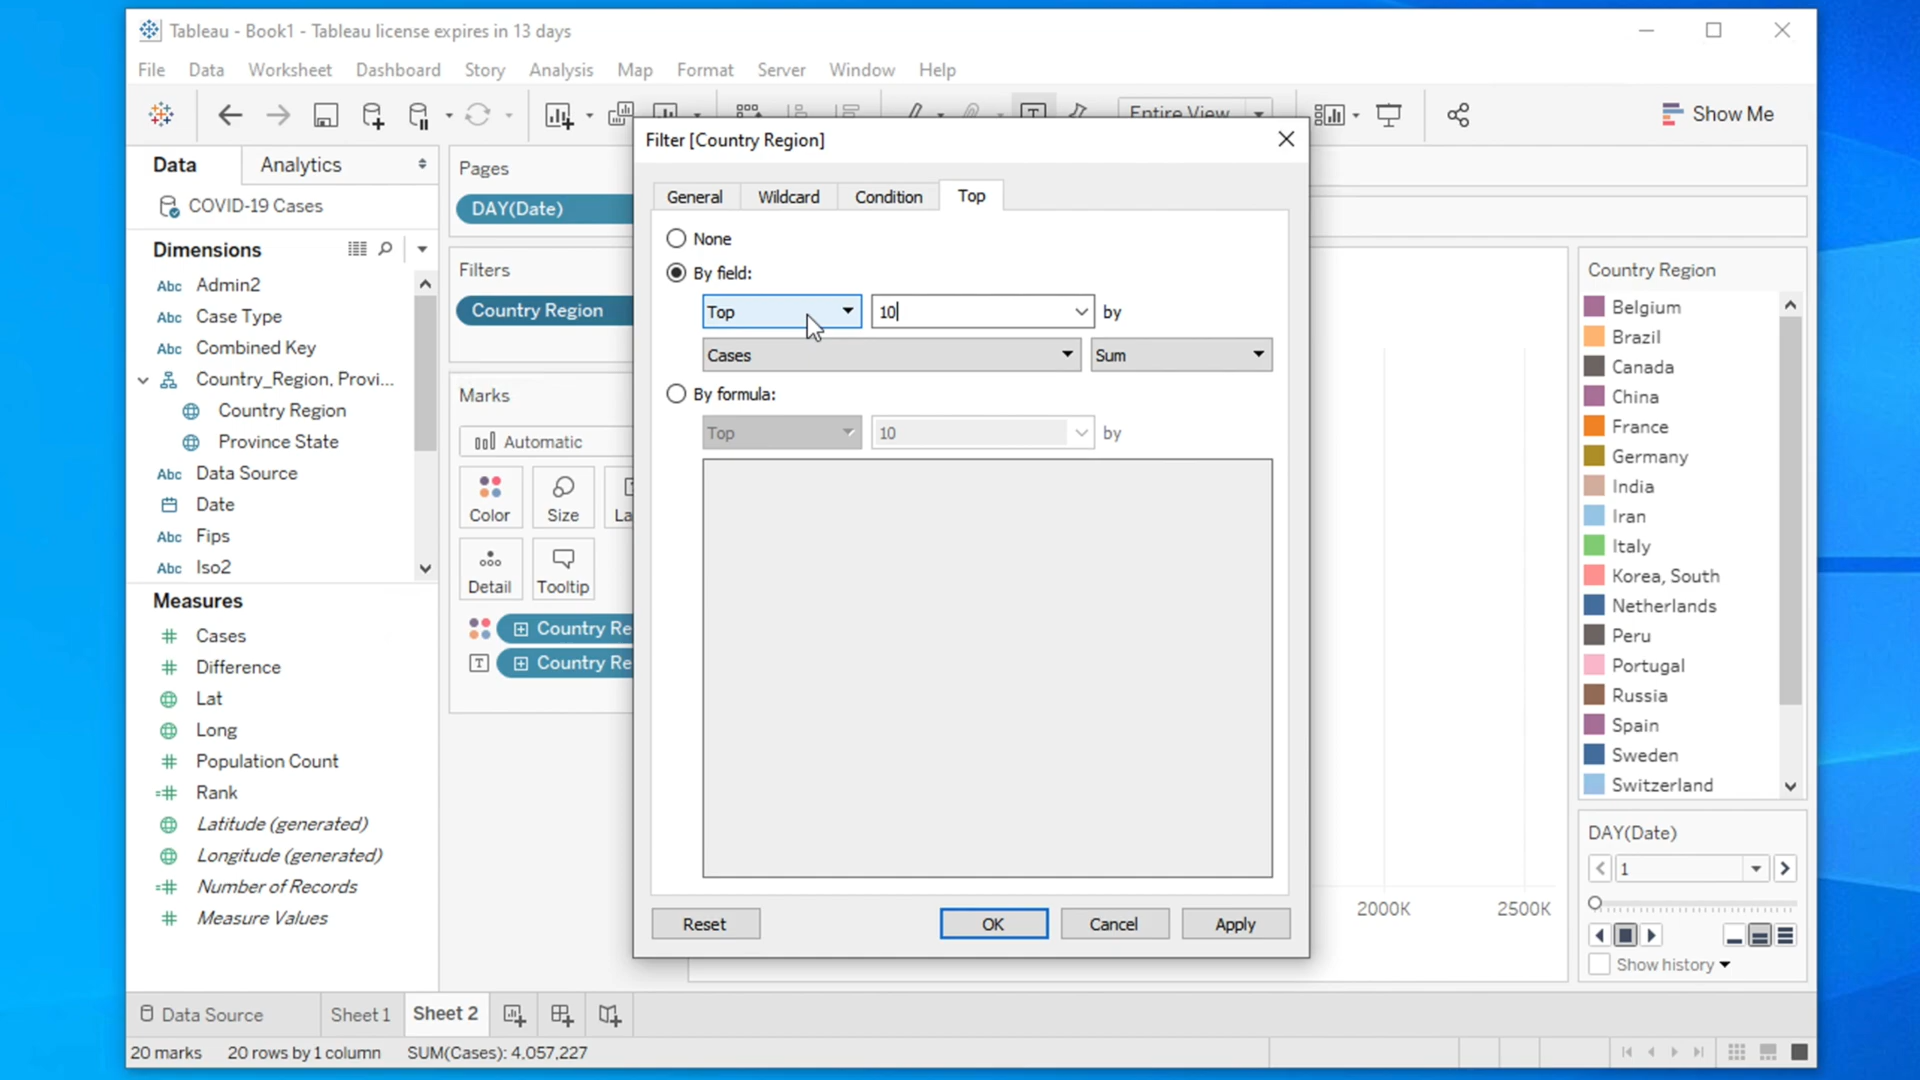 Tableau - Book1 - Tableau license expires in 13 days
File Data Worksheet Dashboard Story Analysis Map Format Server Window Help
Entire View
Show Me
Data
Analytics
COVID-19 Cases
Dimensions
Abc Admin2
Abc Case Type
Abc Combined Key
Country_Region, Provi...
Country Region
Province State
Abc Data Source
Date
Abc Fips
Abc Iso2
Measures
Cases
Difference
Lat
Long
Population Count
Rank
Latitude (generated)
Longitude (generated)
Number of Records
Measure Values
Pages
DAY(Date)
Filters
Country Region
Marks
Automatic
Color Size La
Detail Tooltip
Country Re
Country Re
Filter [Country Region]
General Wildcard Condition Top
None
By field:
Top 10 by
Cases Sum
By formula:
Top 10 by
Reset OK Cancel Apply
2000K 2500K
Country Region
Belgium
Brazil
Canada
China
France
Germany
India
Iran
Italy
Korea, South
Netherlands
Peru
Portugal
Russia
Spain
Sweden
Switzerland
DAY(Date)
1
Show history
Data Source Sheet 1 Sheet 2
20 marks 20 rows by 1 column SUM(Cases): 4,057,227